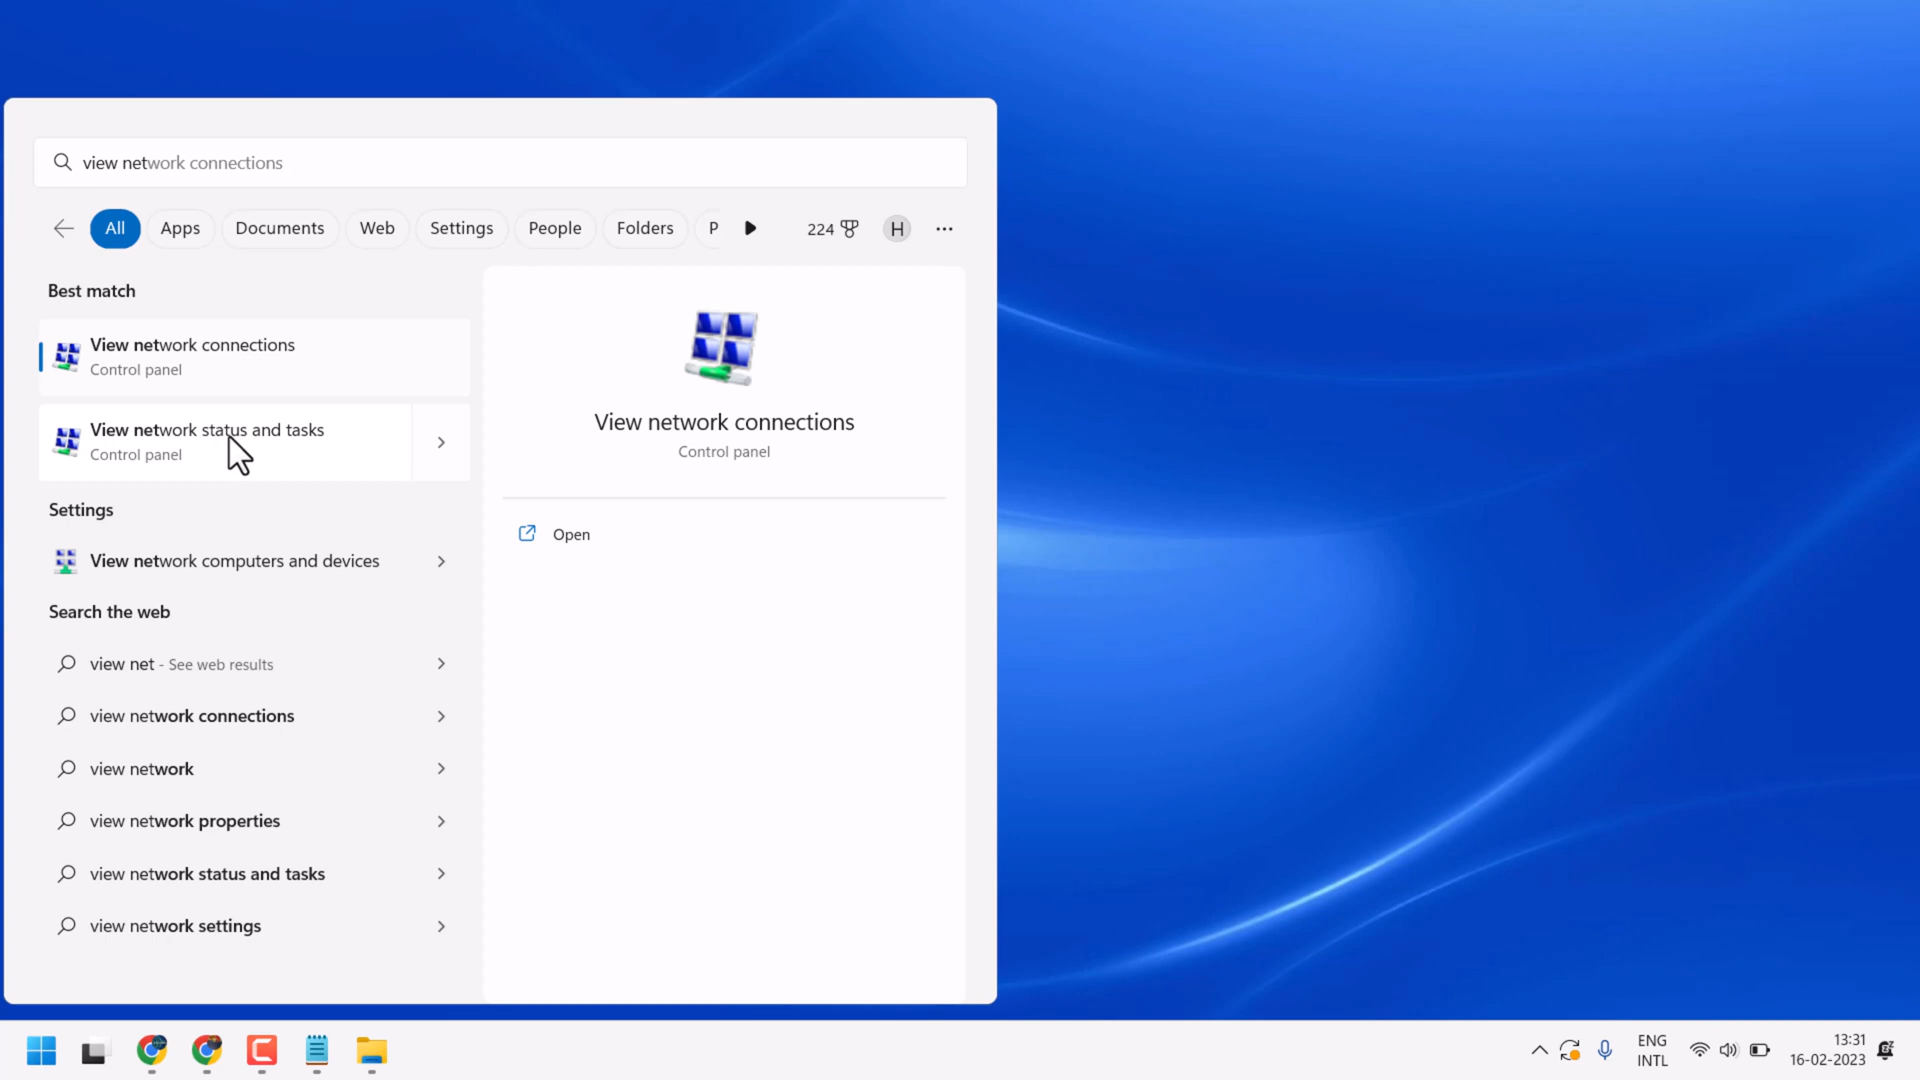 view network connections
All Apps Documents Web Settings People Folders P 224 H
Best match
View network connections
Control panel
View network status and tasks
Control panel
Settings
View network computers and devices
Search the web
view net - See web results
view network connections
view network
view network properties
view network status and tasks
view network settings
View network connections
Control panel
Open
ENG
INTL
13:31
16-02-2023